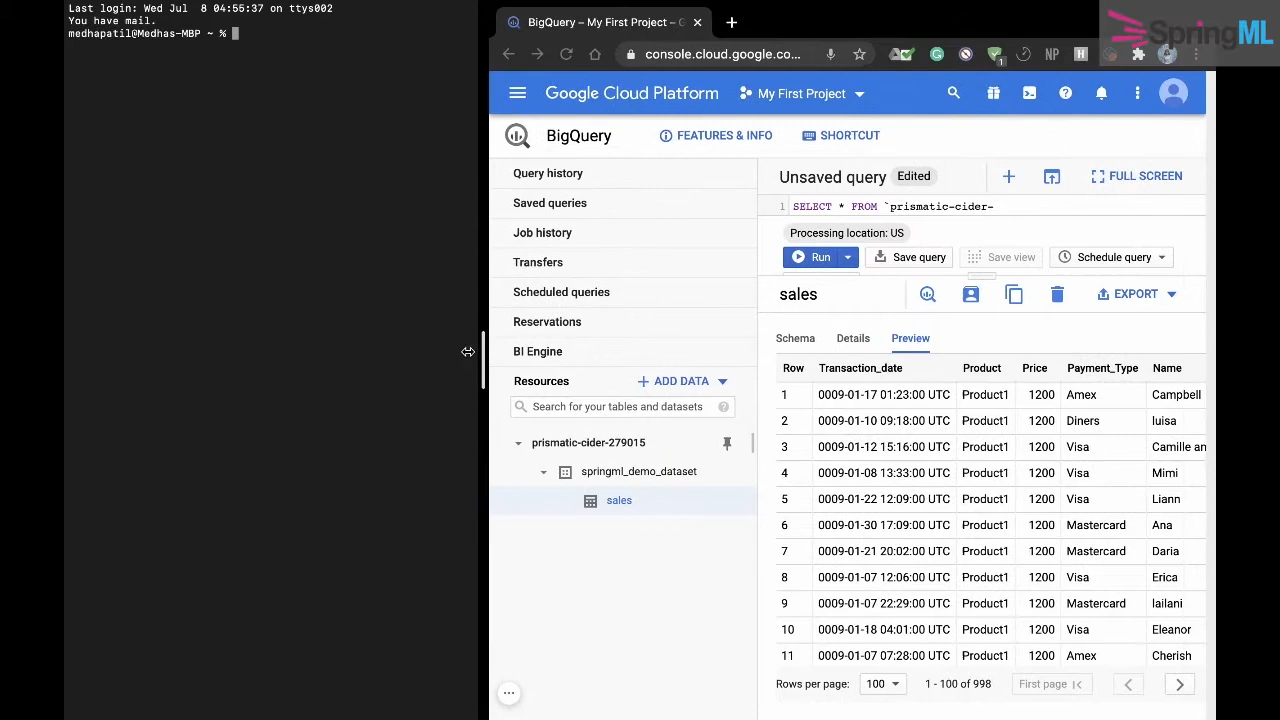 Last login: Wed Jul  8 04:55:37 on ttys002
You have mail.
medhapatil@Medhas-MBP ~ %
BigQuery – My First Project – G
SpringML
console.cloud.google.co...
1
NP
H
Google Cloud Platform
My First Project
BigQuery
FEATURES & INFO
SHORTCUT
Query history
Saved queries
Job history
Transfers
Scheduled queries
Reservations
BI Engine
Resources
ADD DATA
Search for your tables and datasets
prismatic-cider-279015
springml_demo_dataset
sales
Unsaved query
Edited
FULL SCREEN
1 SELECT * FROM `prismatic-cider-
Processing location: US
Run
Save query
Save view
Schedule query
sales
EXPORT
Schema Details Preview
Row Transaction_date Product Price Payment_Type Name
1 0009-01-17 01:23:00 UTC Product1 1200 Amex Campbell
2 0009-01-10 09:18:00 UTC Product1 1200 Diners luisa
3 0009-01-12 15:16:00 UTC Product1 1200 Visa Camille an
4 0009-01-08 13:33:00 UTC Product1 1200 Visa Mimi
5 0009-01-22 12:09:00 UTC Product1 1200 Visa Liann
6 0009-01-30 17:09:00 UTC Product1 1200 Mastercard Ana
7 0009-01-21 20:02:00 UTC Product1 1200 Mastercard Daria
8 0009-01-07 12:06:00 UTC Product1 1200 Visa Erica
9 0009-01-07 22:29:00 UTC Product1 1200 Mastercard lailani
10 0009-01-18 04:01:00 UTC Product1 1200 Visa Eleanor
11 0009-01-07 07:28:00 UTC Product1 1200 Amex Cherish
Rows per page: 100 1 - 100 of 998 First page